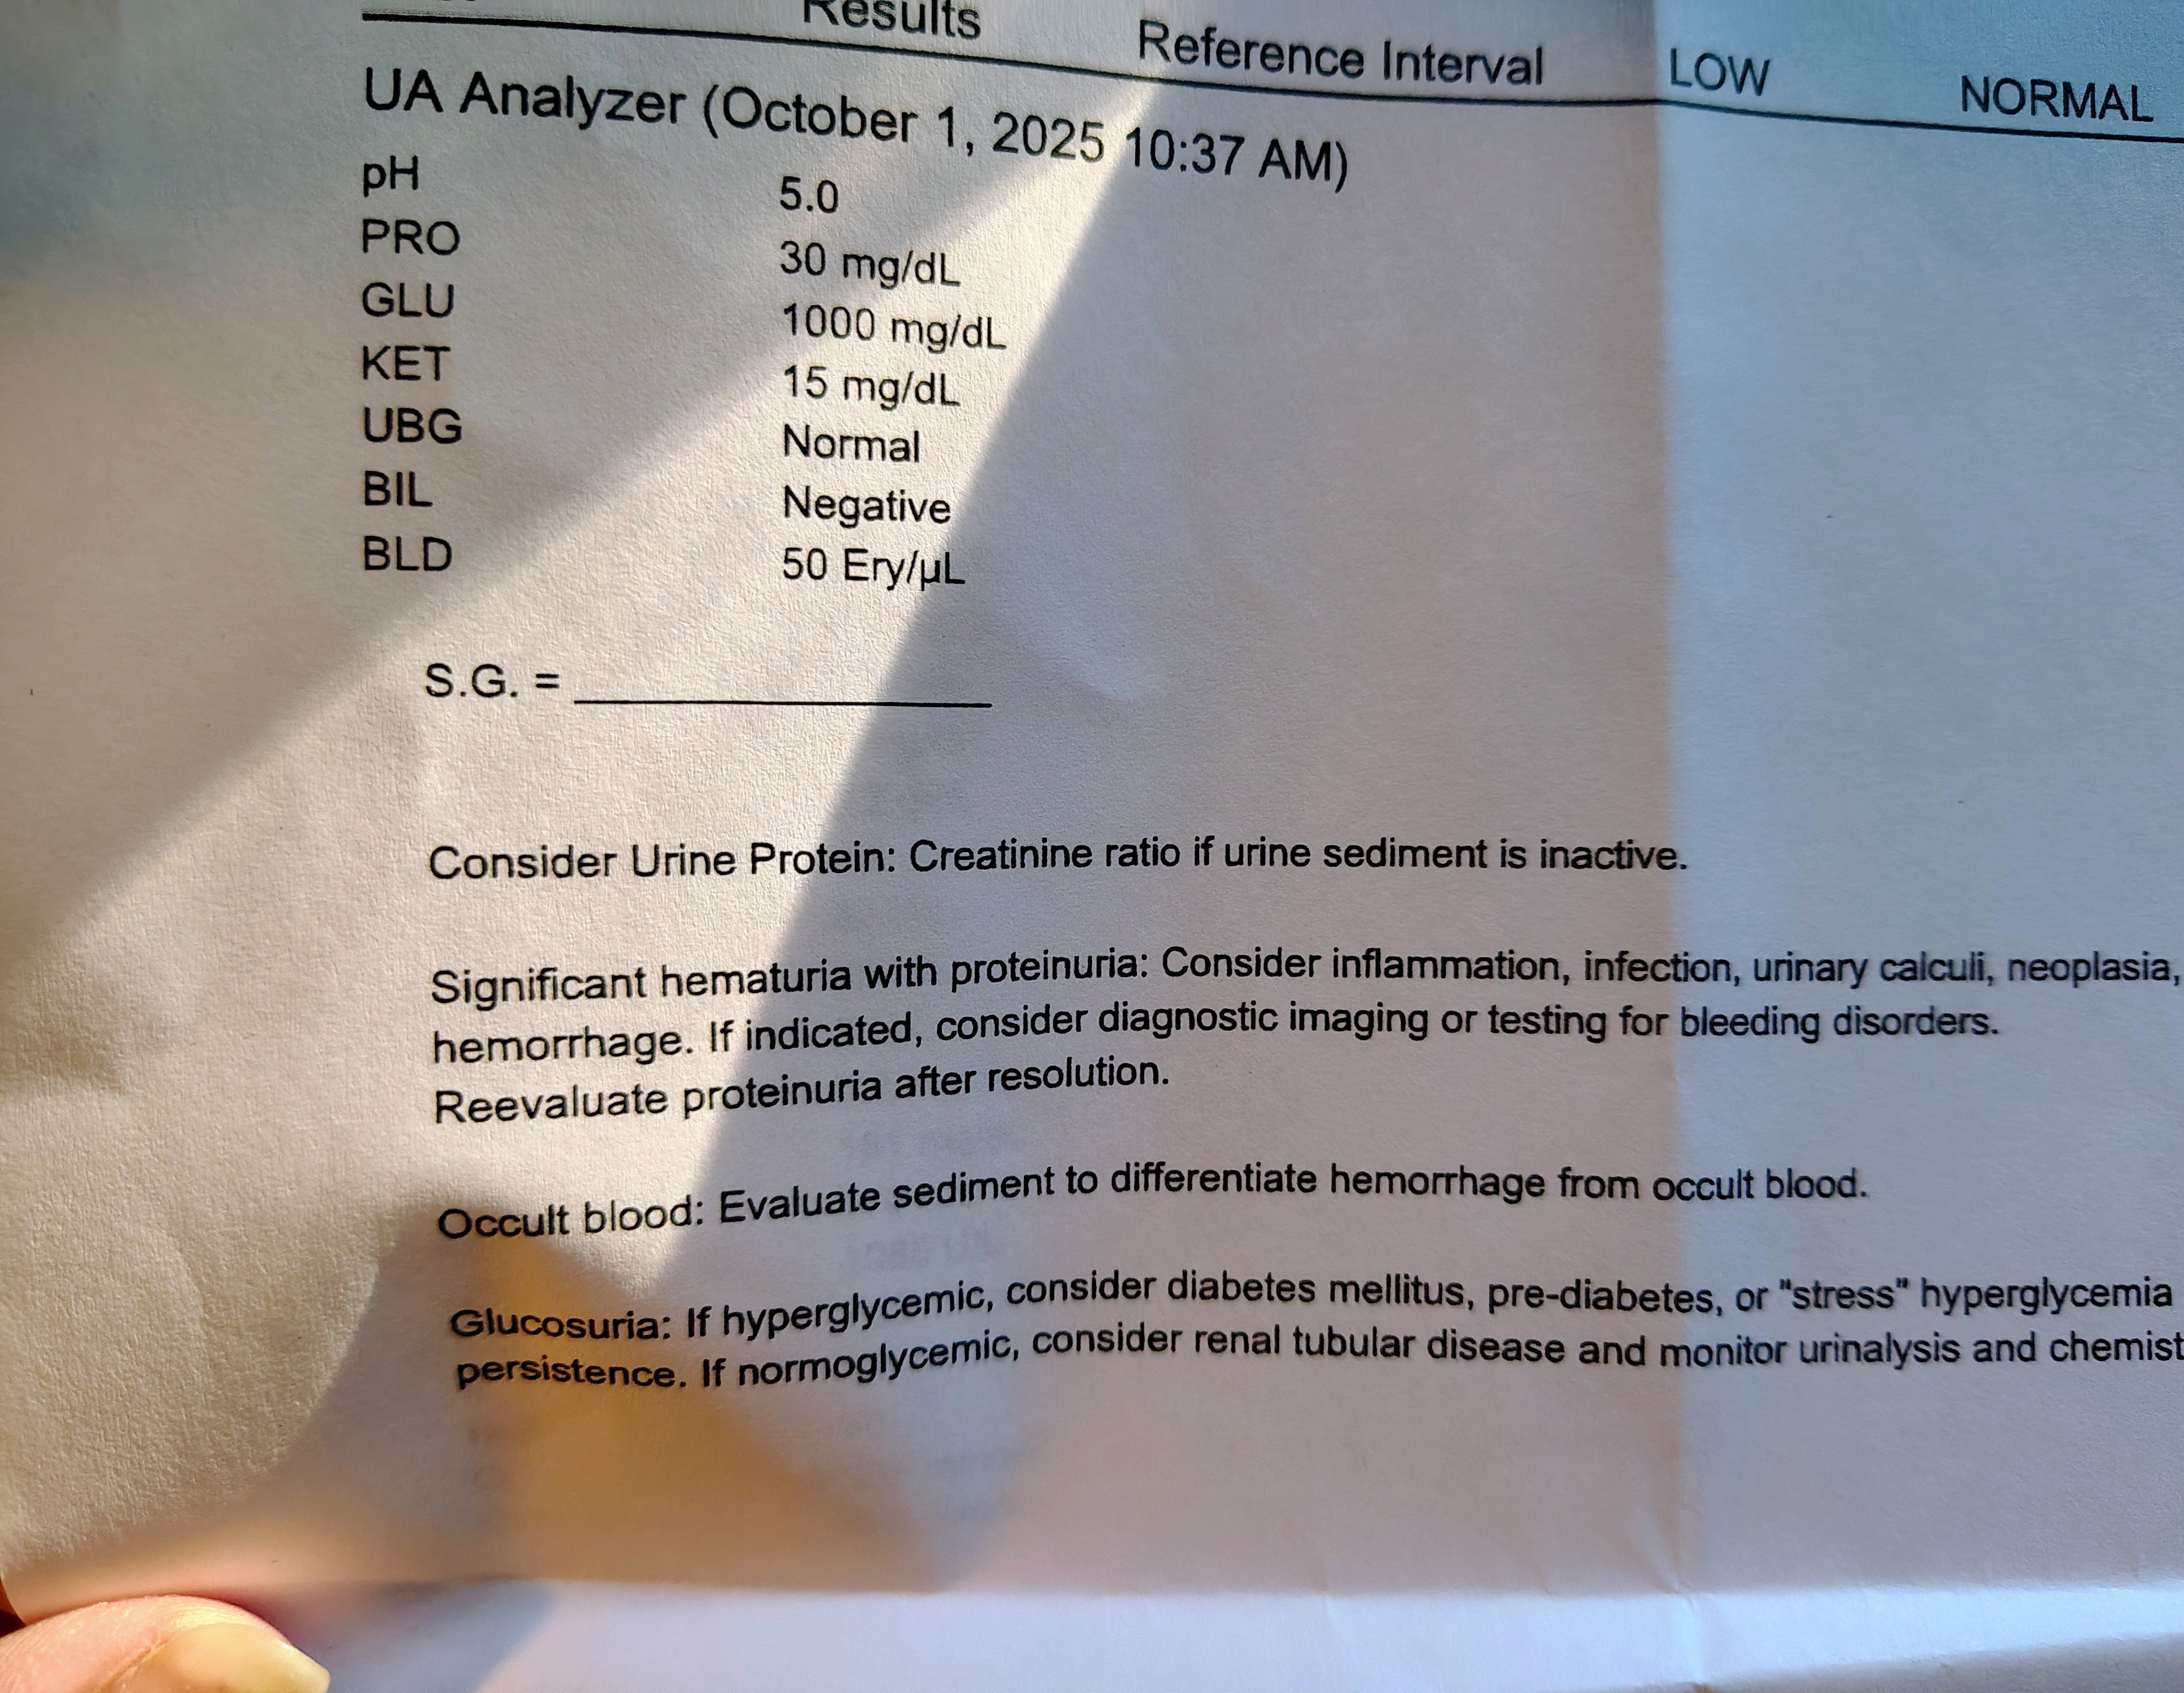 Results Reference Interval LOW NORMAL
UA Analyzer (October 1, 2025 10:37 AM)
pH 5.0
PRO 30 mg/dL
GLU 1000 mg/dL
KET 15 mg/dL
UBG Normal
BIL Negative
BLD 50 Ery/µL
S.G. = ____________
Consider Urine Protein: Creatinine ratio if urine sediment is inactive.
Significant hematuria with proteinuria: Consider inflammation, infection, urinary calculi, neoplasia,
hemorrhage. If indicated, consider diagnostic imaging or testing for bleeding disorders.
Reevaluate proteinuria after resolution.
Occult blood: Evaluate sediment to differentiate hemorrhage from occult blood.
Glucosuria: If hyperglycemic, consider diabetes mellitus, pre-diabetes, or "stress" hyperglycemia
persistence. If normoglycemic, consider renal tubular disease and monitor urinalysis and chemist